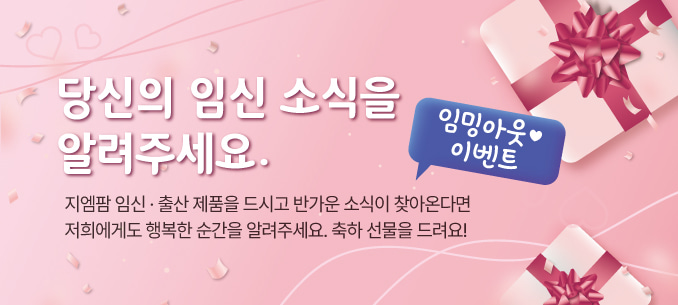 당신의 임신 소식을
알려주세요.
임밍아웃♥
이벤트
지엠팜 임신 · 출산 제품을 드시고 반가운 소식이 찾아온다면
저희에게도 행복한 순간을 알려주세요. 축하 선물을 드려요!